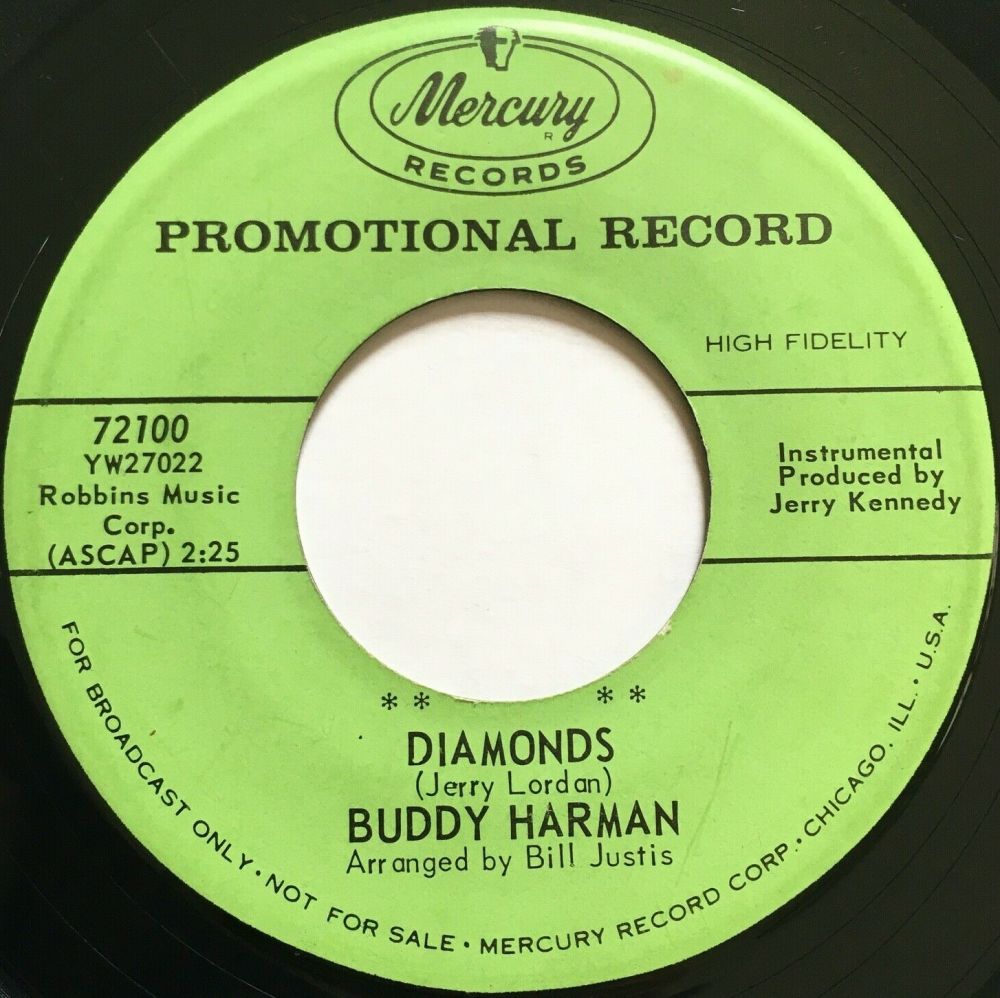 Mercury
R
RECORDS
PROMOTIONAL RECORD
HIGH FIDELITY
72100
YW27022
Robbins Music
Corp.
(ASCAP) 2:25
Instrumental
Produced by
Jerry Kennedy
** **
DIAMONDS
(Jerry Lordan)
BUDDY HARMAN
Arranged by Bill Justis
FOR BROADCAST ONLY • NOT FOR SALE • MERCURY RECORD CORP. • CHICAGO, ILL. • U.S.A.